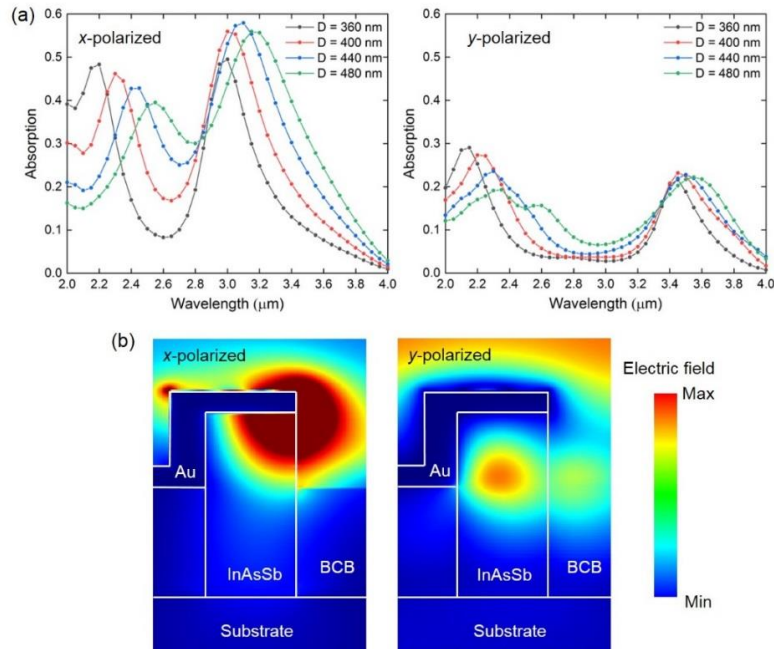 (a)
x-polarized
D = 360 nm
D = 400 nm
D = 440 nm
D = 480 nm
0.6
0.5
0.4
0.3
0.2
0.1
0.0
Absorption
2.0 2.2 2.4 2.6 2.8 3.0 3.2 3.4 3.6 3.8 4.0
Wavelength (μm)
y-polarized
D = 360 nm
D = 400 nm
D = 440 nm
D = 480 nm
0.6
0.5
0.4
0.3
0.2
0.1
0.0
Absorption
2.0 2.2 2.4 2.6 2.8 3.0 3.2 3.4 3.6 3.8 4.0
Wavelength (μm)
(b)
x-polarized
Au
InAsSb
BCB
Substrate
y-polarized
Au
InAsSb
BCB
Substrate
Electric field
Max
Min